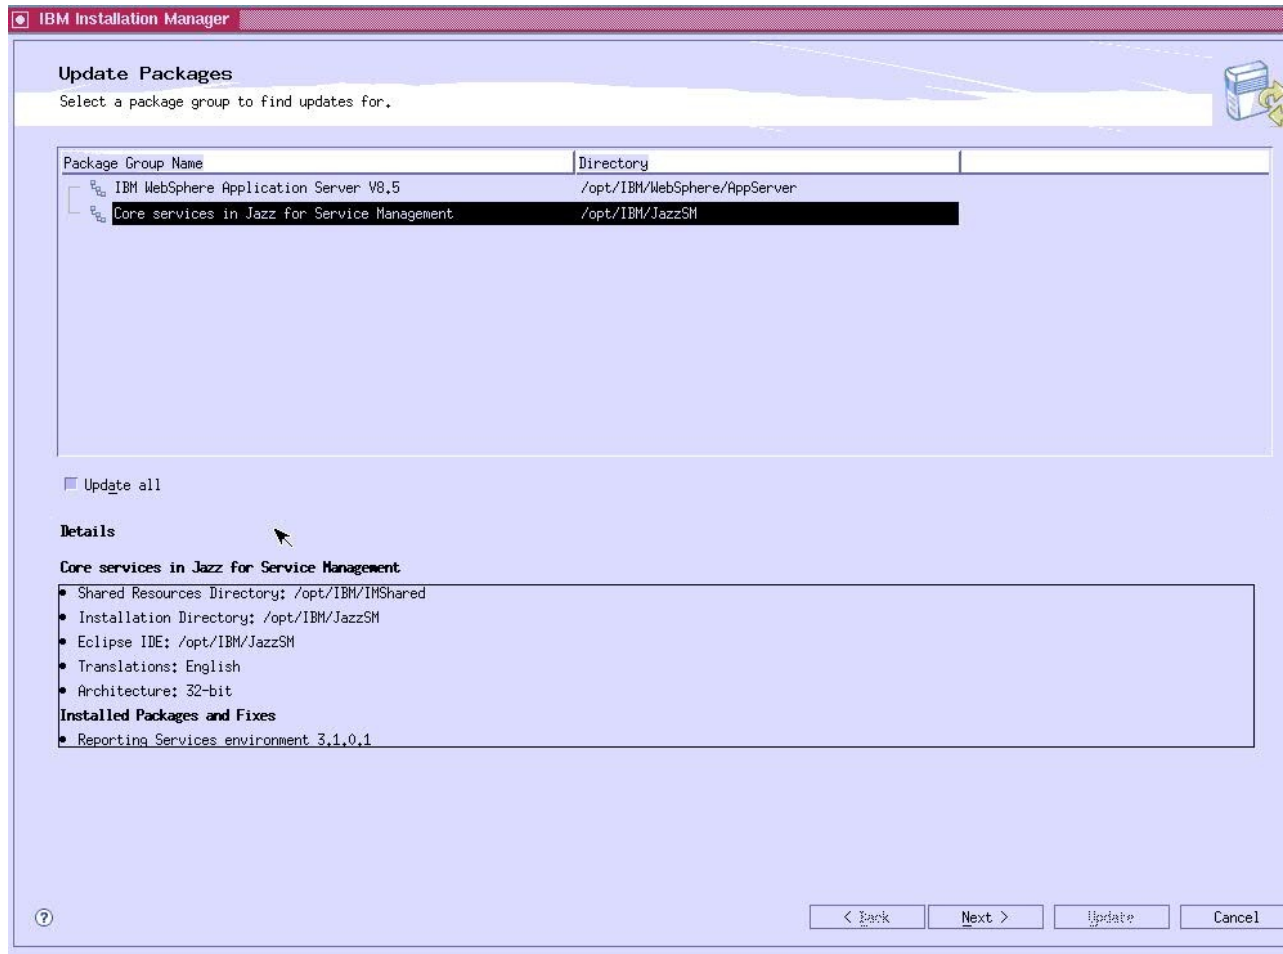 IBM Installation Manager
Update Packages
Select a package group to find updates for.
Package Group Name Directory
IBM WebSphere Application Server V8.5 /opt/IBM/WebSphere/AppServer
Core services in Jazz for Service Management /opt/IBM/JazzSM
Update all
Details
Core services in Jazz for Service Management
• Shared Resources Directory: /opt/IBM/IMShared
• Installation Directory: /opt/IBM/JazzSM
• Eclipse IDE: /opt/IBM/JazzSM
• Translations: English
• Architecture: 32-bit
Installed Packages and Fixes
• Reporting Services environment 3.1.0.1
? < Back Next > Update Cancel